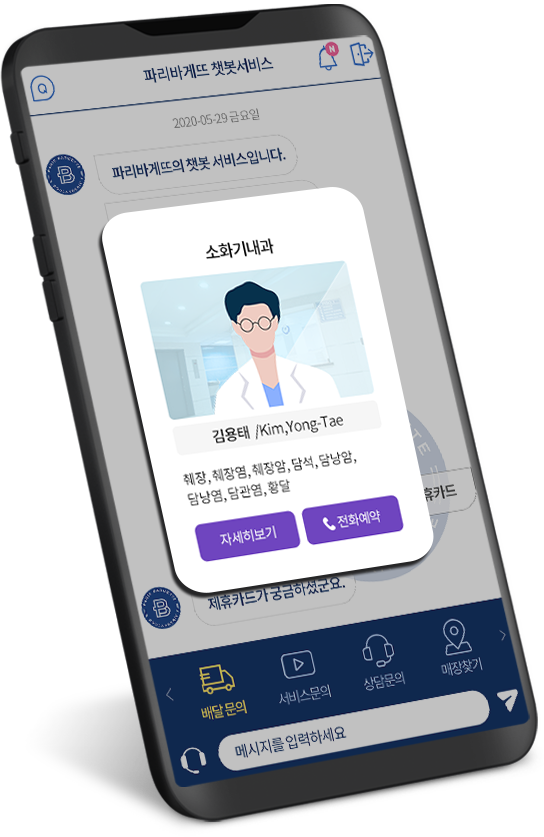 파리바게뜨 챗봇서비스
N
Q
2020-05-29 금요일
파리바게뜨의 챗봇 서비스입니다.
소화기내과
김용태 /Kim,Yong-Tae
췌장, 췌장염, 췌장암, 담석, 담낭암,
담낭염, 담관염, 황달
자세히보기
전화예약
휴카드
제휴카드가 궁금하셨군요.
배달 문의
서비스문의
상담문의
매장찾기
메시지를 입력하세요